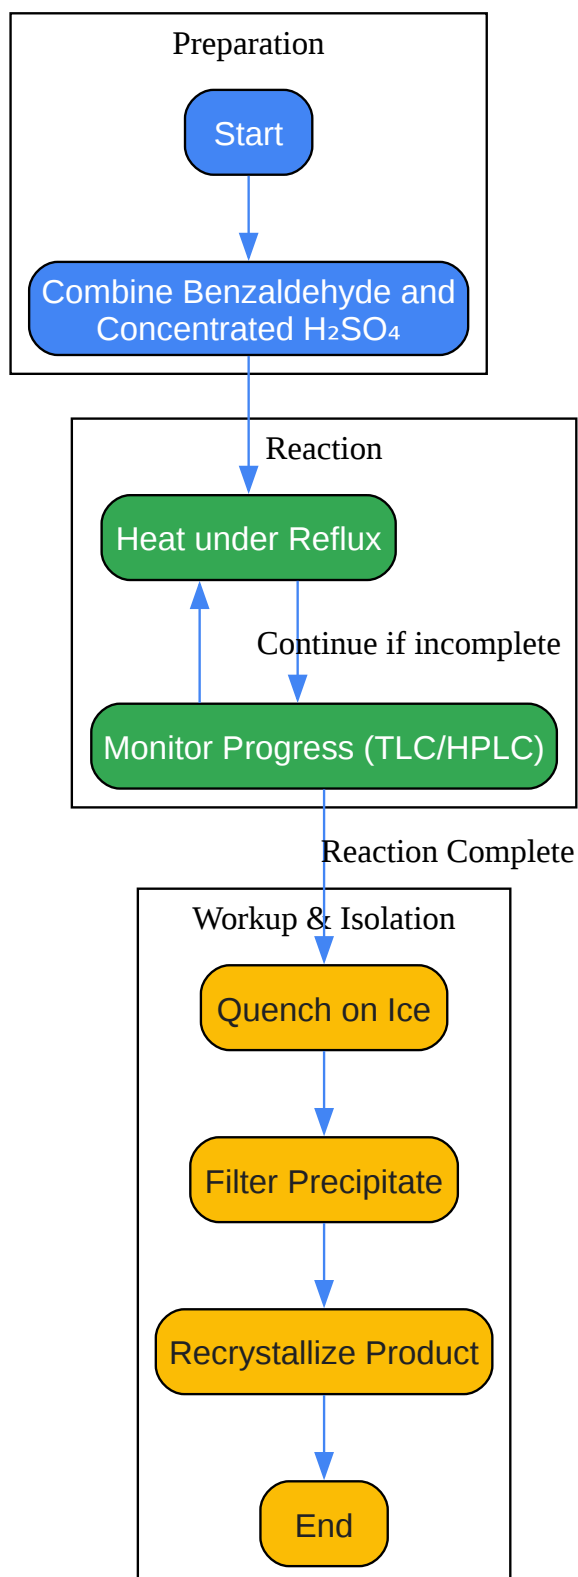 Preparation
Start
Combine Benzaldehyde and
Concentrated H₂SO₄
Reaction
Heat under Reflux
Continue if incomplete
Monitor Progress (TLC/HPLC)
Reaction Complete
Workup & Isolation
Quench on Ice
Filter Precipitate
Recrystallize Product
End